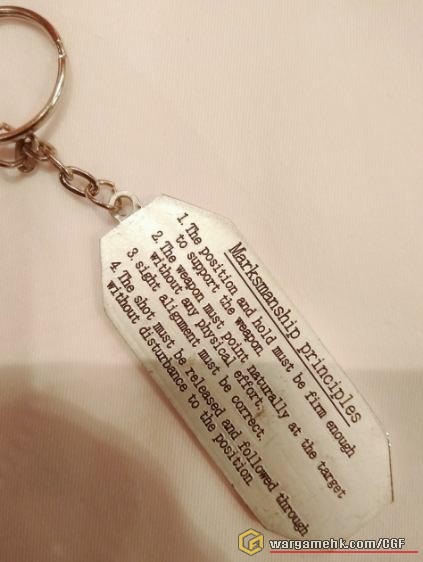 Marksmanship principles
1. The position and hold must be firm enough
to support the weapon.
2. The weapon must point naturally at the target
without any physical effort.
3. sight alignment must be correct.
4. The shot must be released and followed through
without disturbance to the position
wargamehk.com/CGF